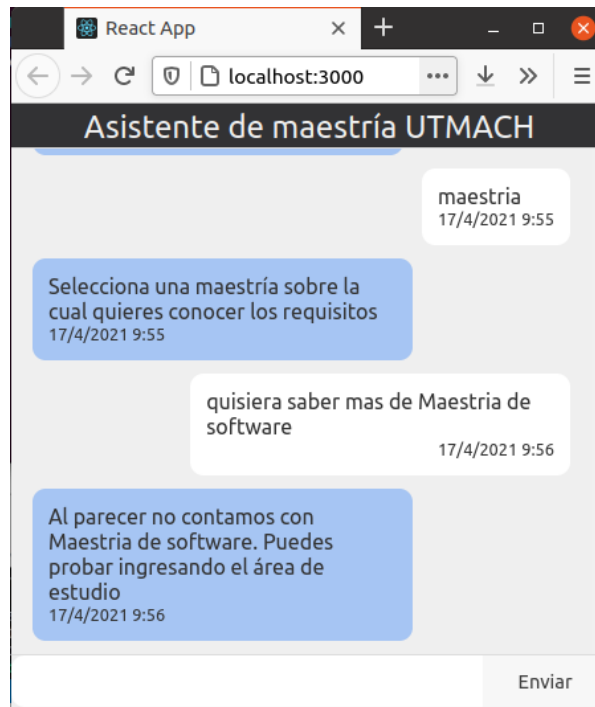 React App
localhost:3000
Asistente de maestría UTMACH
maestria
17/4/2021 9:55
Selecciona una maestría sobre la
cual quieres conocer los requisitos
17/4/2021 9:55
quisiera saber mas de Maestria de
software
17/4/2021 9:56
Al parecer no contamos con
Maestria de software. Puedes
probar ingresando el área de
estudio
17/4/2021 9:56
Enviar